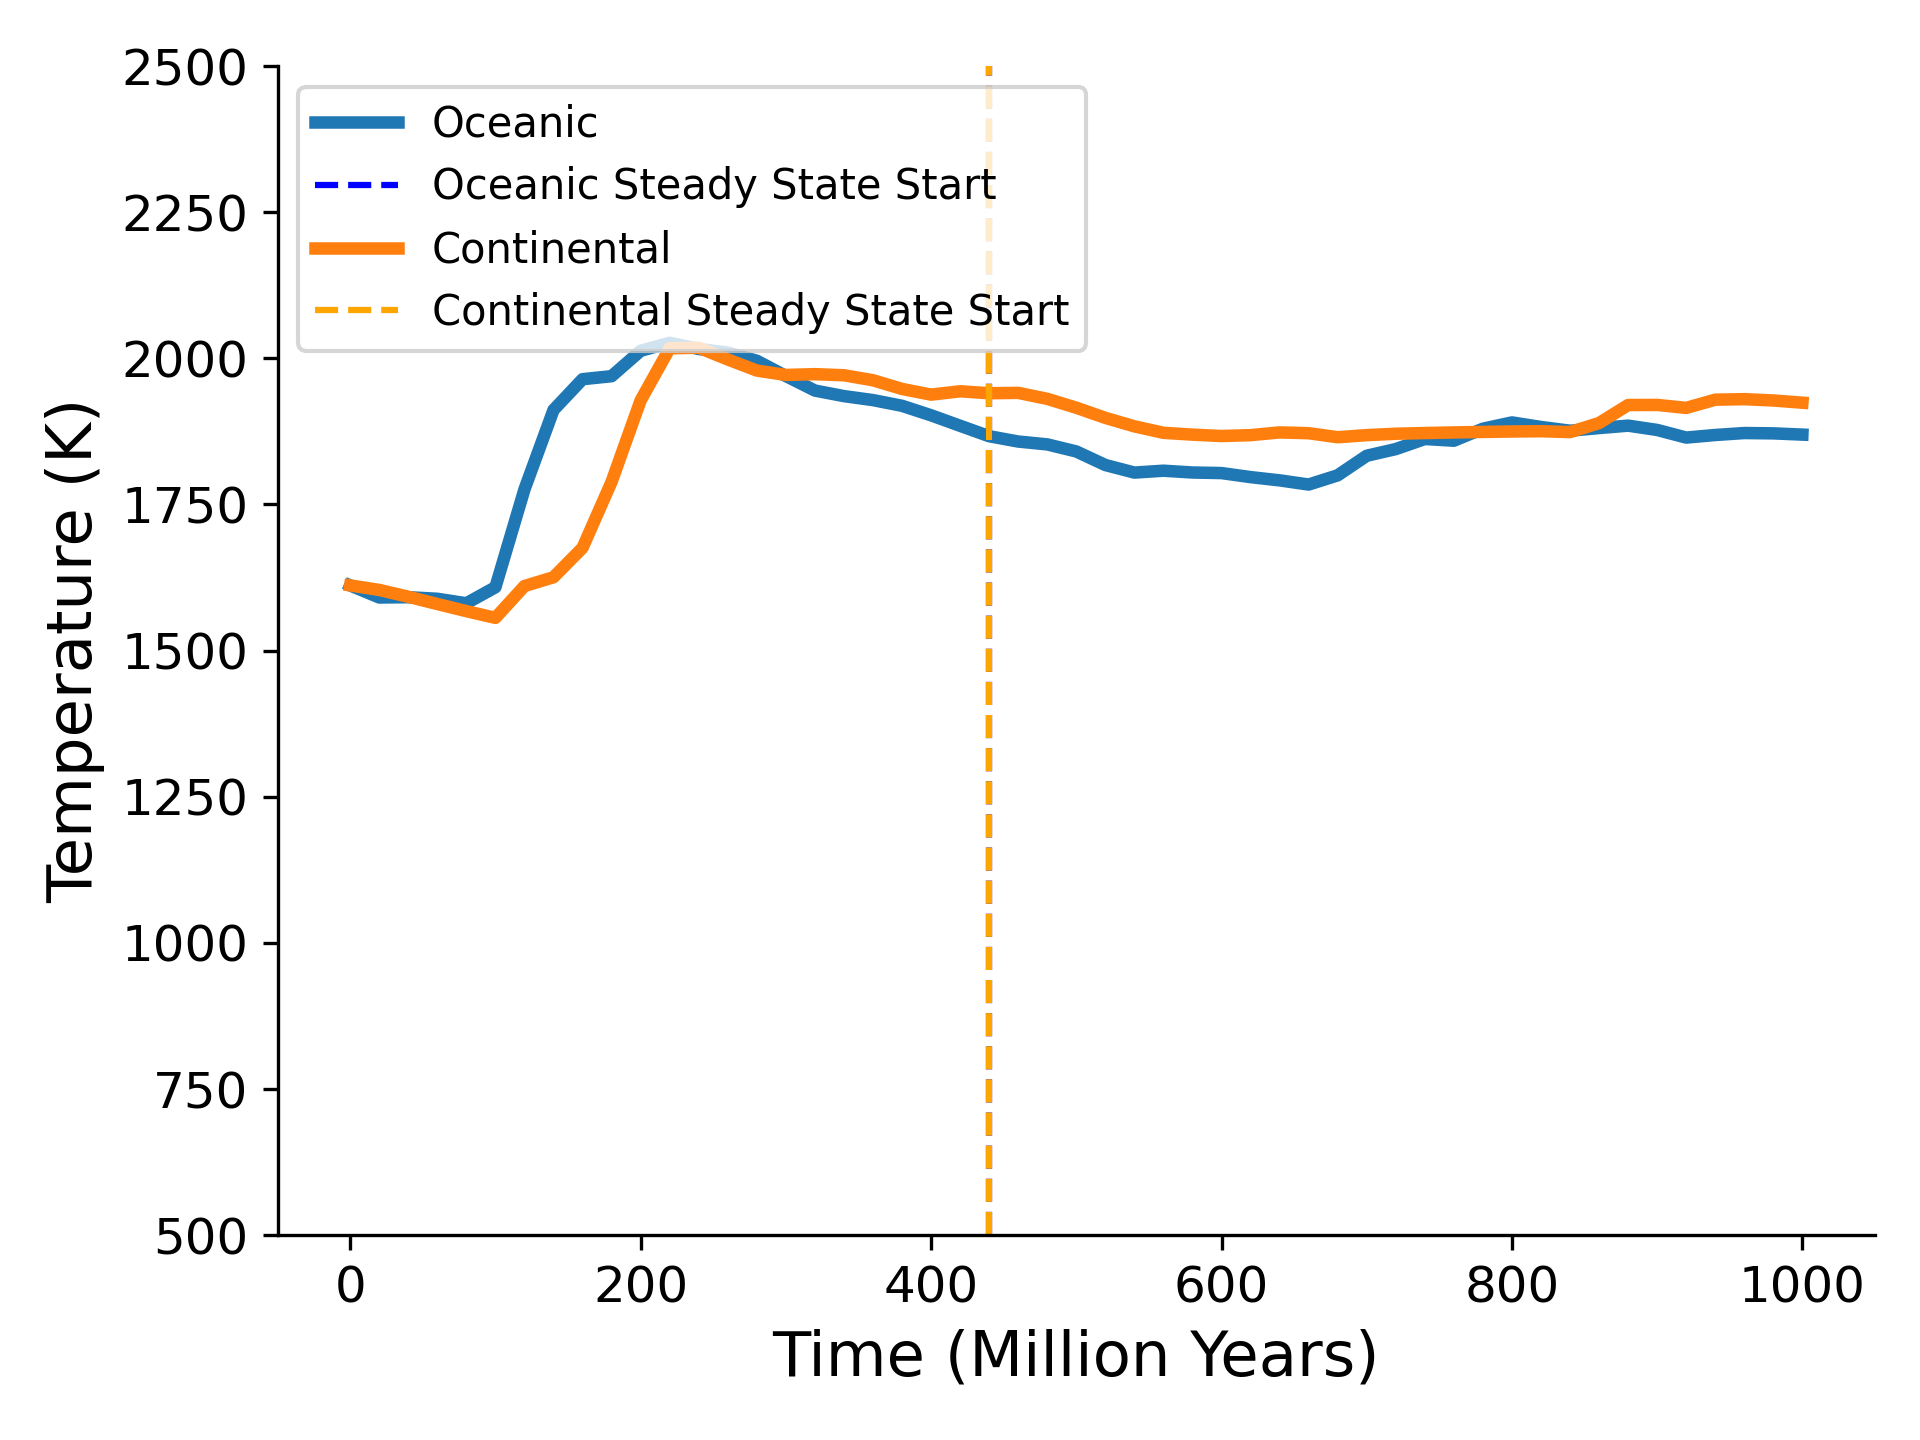 2500
2250
2000
1750
1500
1250
1000
750
500
Temperature (K)
Oceanic
Oceanic Steady State Start
Continental
Continental Steady State Start
0 200 400 600 800 1000
Time (Million Years)